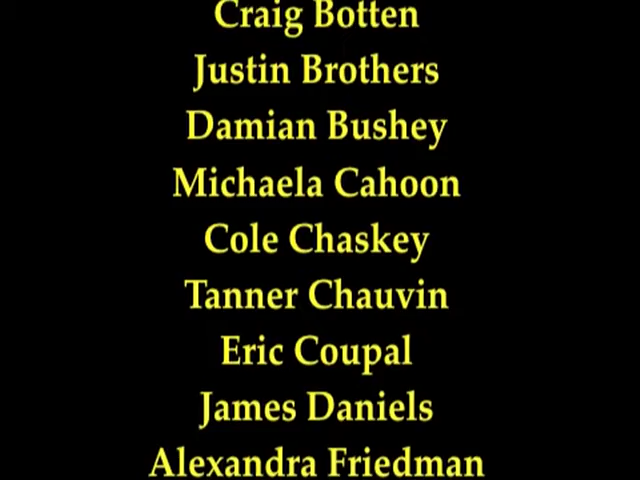 Craig Botten
Justin Brothers
Damian Bushey
Michaela Cahoon
Cole Chaskey
Tanner Chauvin
Eric Coupal
James Daniels
Alexandra Friedman